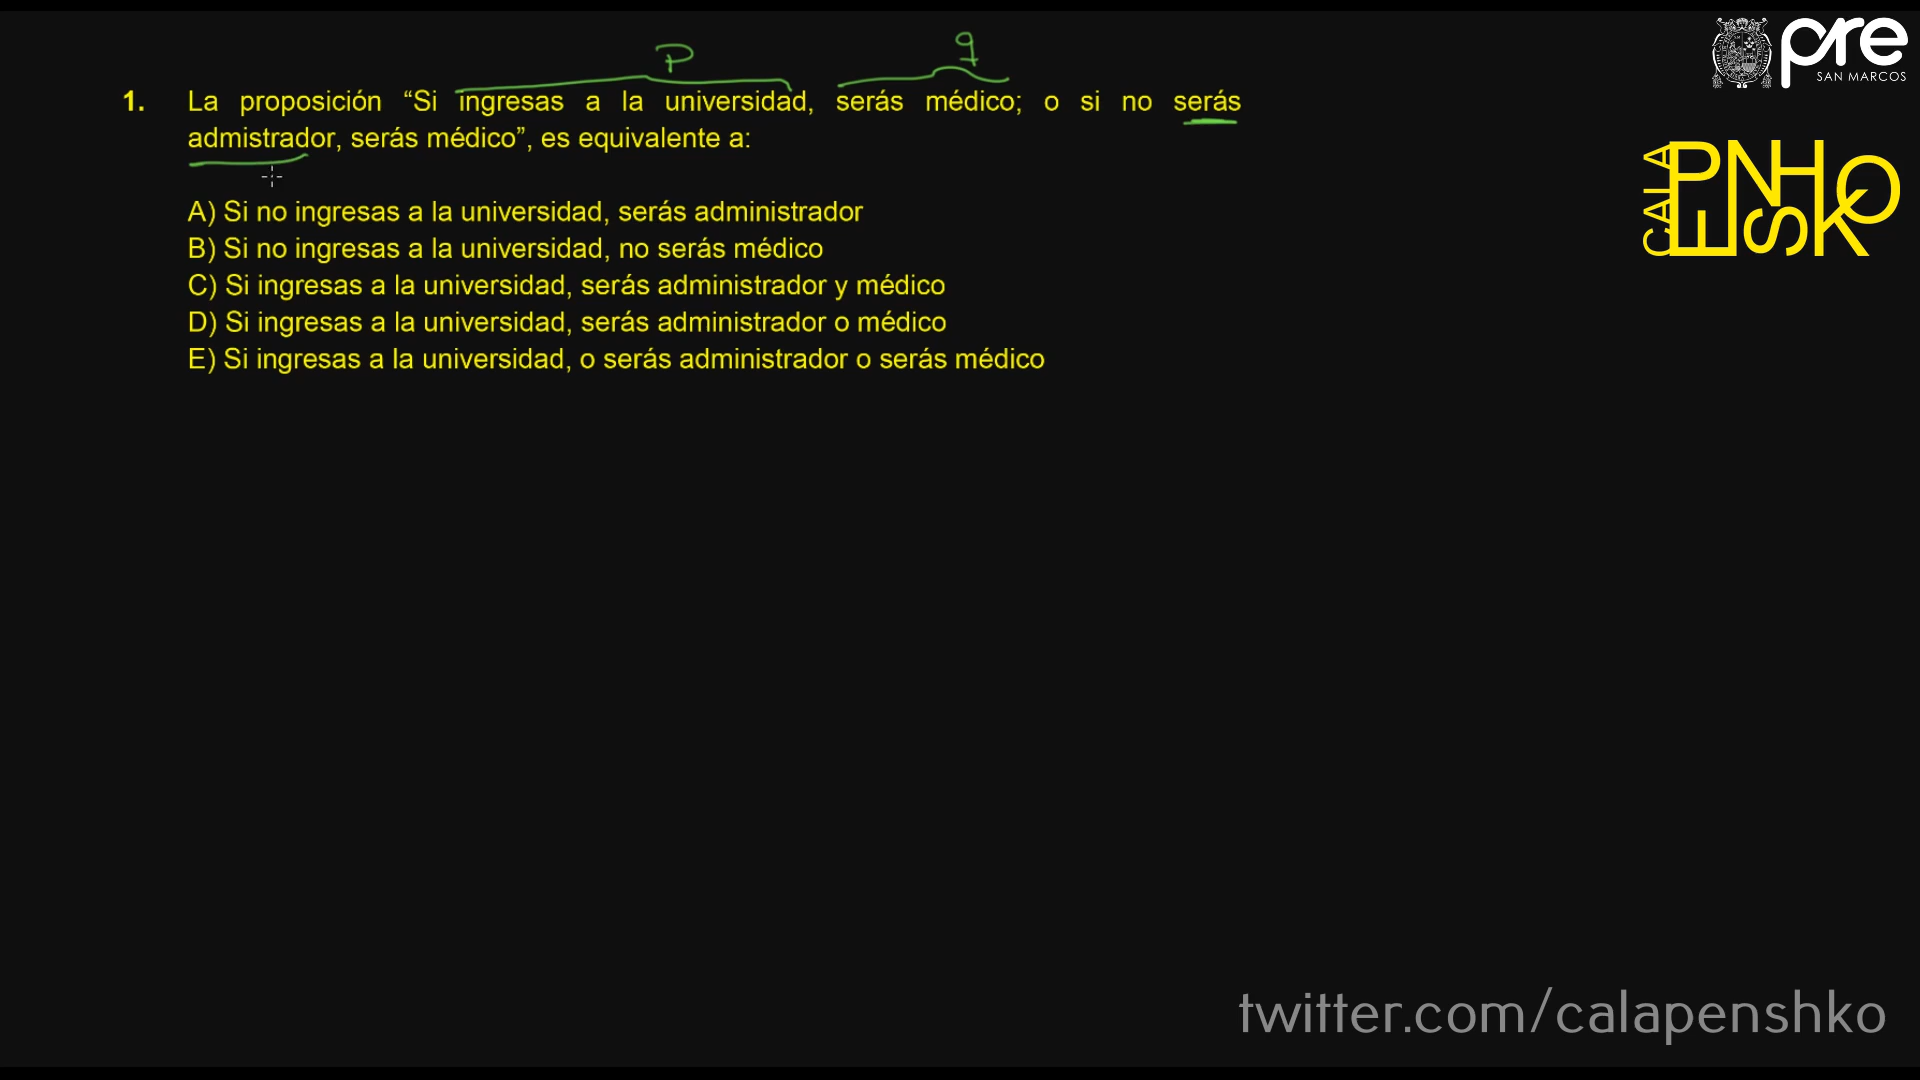 P q
1. La proposición “Si ingresas a la universidad, serás médico; o si no serás
admistrador, serás médico”, es equivalente a:
A) Si no ingresas a la universidad, serás administrador
B) Si no ingresas a la universidad, no serás médico
C) Si ingresas a la universidad, serás administrador y médico
D) Si ingresas a la universidad, serás administrador o médico
E) Si ingresas a la universidad, o serás administrador o serás médico
pre
SAN MARCOS
CALA
PENSHKO
twitter.com/calapenshko